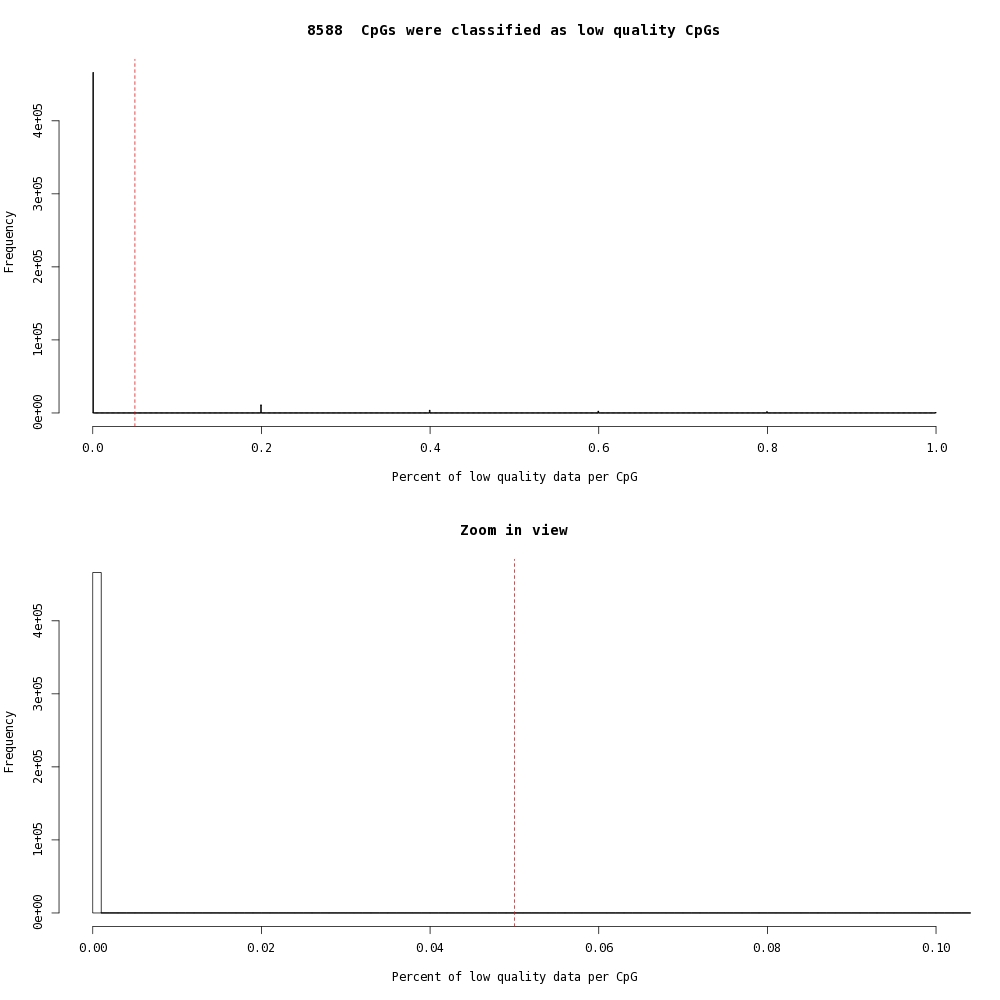 8588  CpGs were classified as low quality CpGs
Frequency
4e+05
3e+05
2e+05
1e+05
0e+00
0.0 0.2 0.4 0.6 0.8 1.0
Percent of low quality data per CpG
Zoom in view
Frequency
4e+05
3e+05
2e+05
1e+05
0e+00
0.00 0.02 0.04 0.06 0.08 0.10
Percent of low quality data per CpG